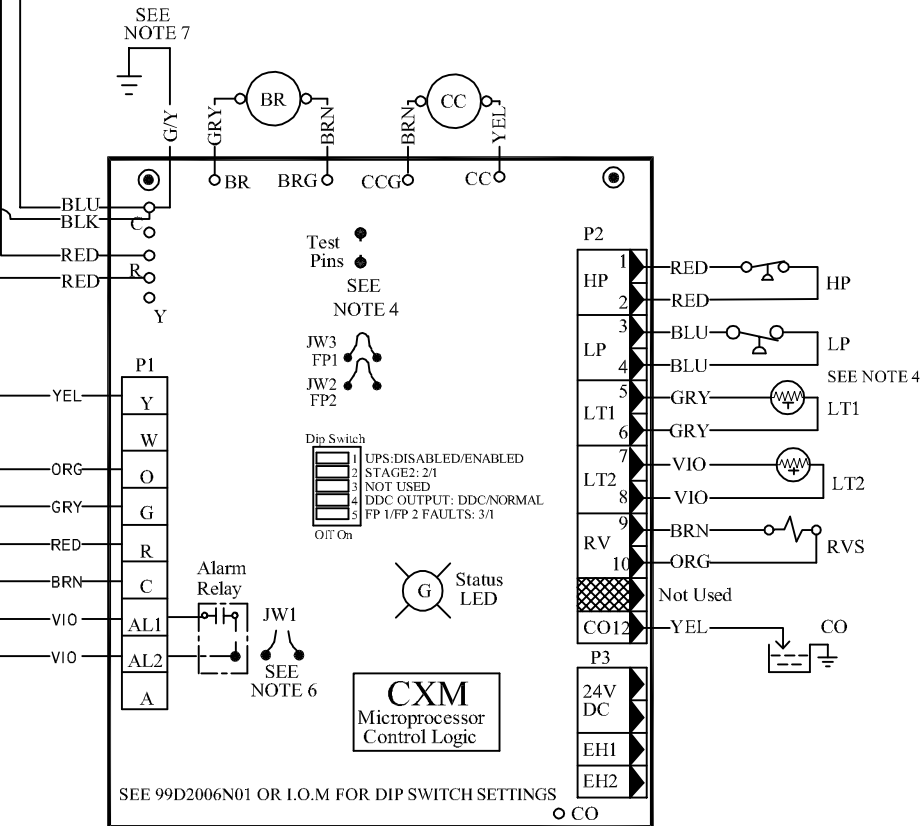 SEE
NOTE 7
G/Y
GRY
BR
BRN
BRN
CC
YEL
BR
BRG
CCG
CC
BLU
BLK
C
RED
R
RED
Y
Test
Pins
SEE
NOTE 4
JW3
FP1
JW2
FP2
P1
YEL
Y
W
ORG
O
GRY
G
RED
R
BRN
C
VIO
AL1
VIO
AL2
A
Alarm
Relay
JW1
SEE
NOTE 6
Dip Switch
1 UPS:DISABLED/ENABLED
2 STAGE2: 2/1
3 NOT USED
4 DDC OUTPUT: DDC/NORMAL
5 FP 1/FP 2 FAULTS: 3/1
Off On
G
Status
LED
CXM
Microprocessor
Control Logic
P2
HP
1
RED
2
RED
HP
LP
3
BLU
4
BLU
LP
SEE NOTE 4
LT1
5
GRY
6
GRY
LT1
LT2
7
VIO
8
VIO
LT2
RV
9
BRN
10
ORG
RVS
Not Used
CO12
YEL
CO
P3
24V
DC
EH1
EH2
SEE 99D2006N01 OR I.O.M FOR DIP SWITCH SETTINGS
CO